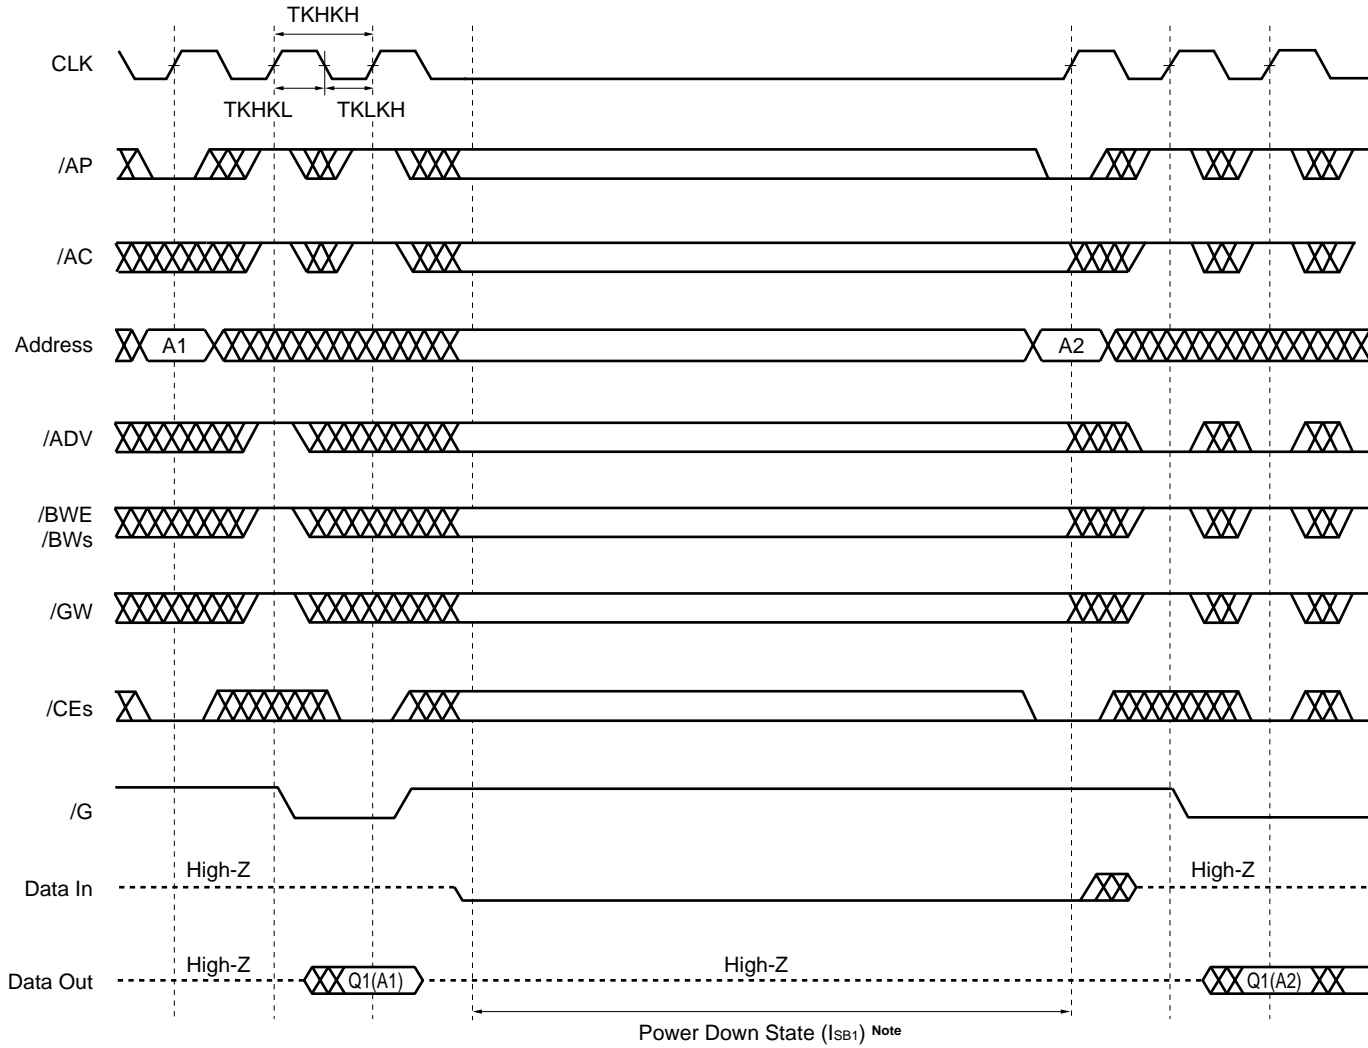 TKHKH
CLK
TKHKL TKLKH
/AP
/AC
Address A1 A2
/ADV
/BWE
/BWs
/GW
/CEs
/G
High-Z High-Z
Data In
High-Z Q1(A1) High-Z Q1(A2)
Data Out
Power Down State (ISB1) Note